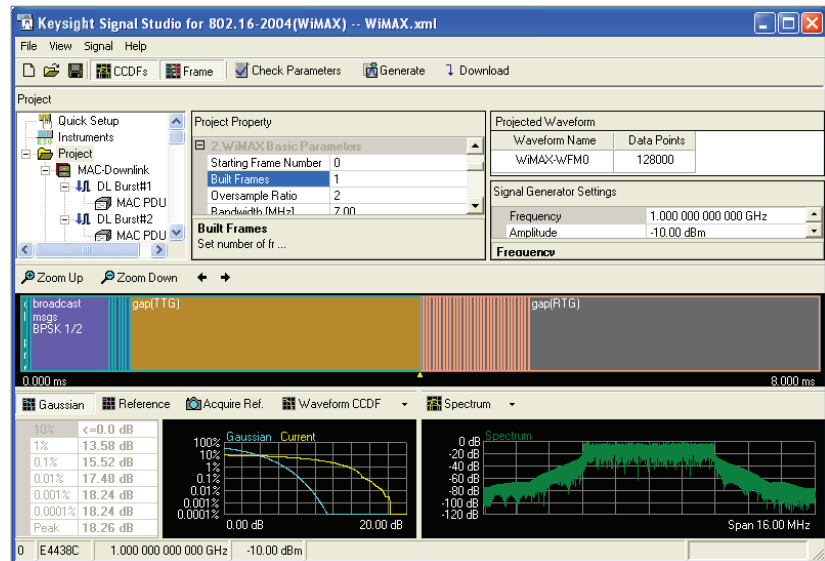 Keysight Signal Studio for 802.16-2004(WiMAX) -- WiMAX.xml
File View Signal Help
CCDFs Frame Check Parameters Generate Download
Project
Quick Setup
Instruments
Project
MAC-Downlink
DL Burst#1
MAC PDU
DL Burst#2
MAC PDU
Project Property
2.WiMAX Basic Parameters
Starting Frame Number 0
Built Frames 1
Oversample Ratio 2
Bandwidth [MHz] 7.00
Built Frames
Set number of fr ...
Projected Waveform
Waveform Name Data Points
WiMAX-WFM0 128000
Signal Generator Settings
Frequency 1.000 000 000 000 GHz
Amplitude -10.00 dBm
Frequency
Zoom Up Zoom Down
broadcast
msgs
BPSK 1/2
gap(TTG)
gap(RTG)
0.000 ms 8.000 ms
Gaussian Reference Acquire Ref. Waveform CCDF Spectrum
10% <=0.0 dB
1% 13.58 dB
0.1% 15.52 dB
0.01% 17.48 dB
0.001% 18.24 dB
0.0001% 18.24 dB
Peak 18.26 dB
Gaussian Current
100%
10%
1%
0.1%
0.01%
0.001%
0.0001%
0.00 dB 20.00 dB
Spectrum
0 dB
-20 dB
-40 dB
-60 dB
-80 dB
-100 dB
-120 dB
Span 16.00 MHz
0 E4438C 1.000 000 000 000 GHz -10.00 dBm